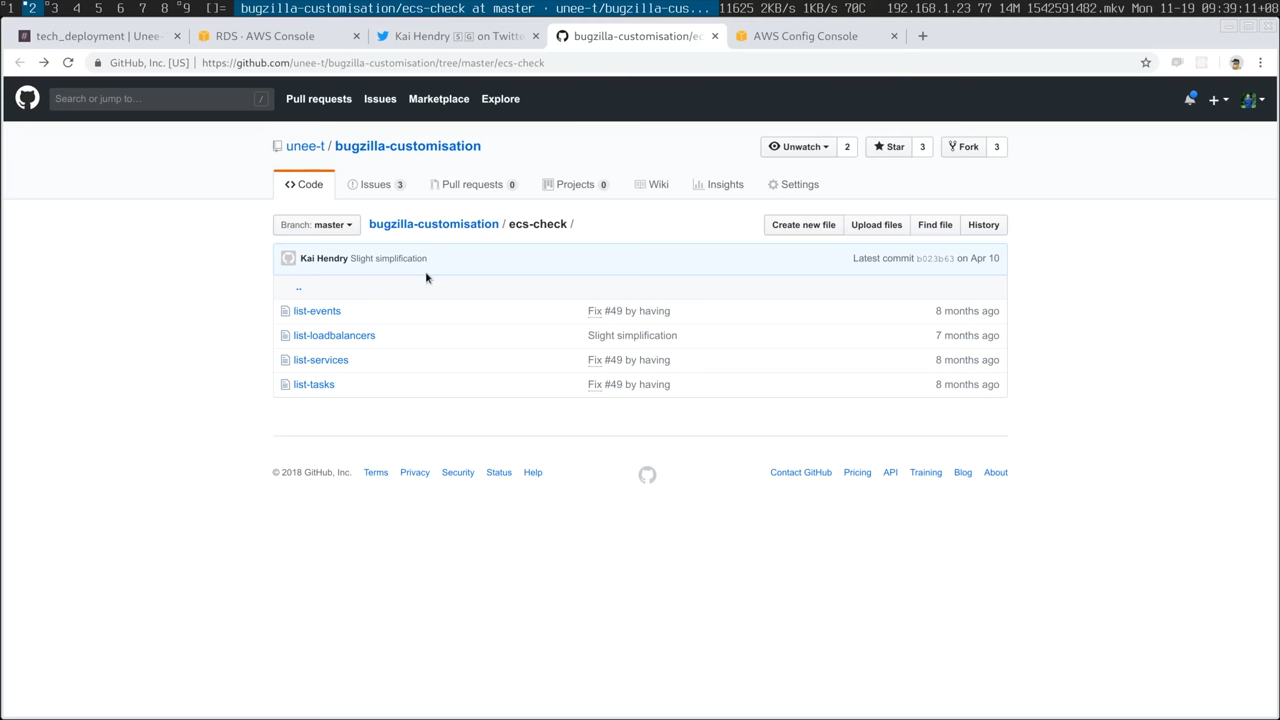 1 2 3 4 5 6 7 8 9 []= bugzilla-customisation/ecs-check at master · unee-t/bugzilla-cus... 11625 2KB/s 1KB/s 70C 192.168.1.23 77 14M 1542591482.mkv Mon 11-19 09:39:11+08
tech_deployment | Unee- RDS · AWS Console Kai Hendry 🇸🇬 on Twitte bugzilla-customisation/ec AWS Config Console
GitHub, Inc. [US] https://github.com/unee-t/bugzilla-customisation/tree/master/ecs-check
Search or jump to… / Pull requests Issues Marketplace Explore
unee-t / bugzilla-customisation Unwatch 2 Star 3 Fork 3
Code Issues 3 Pull requests 0 Projects 0 Wiki Insights Settings
Branch: master bugzilla-customisation / ecs-check / Create new file Upload files Find file History
Kai Hendry Slight simplification Latest commit b023b63 on Apr 10
..
list-events Fix #49 by having 8 months ago
list-loadbalancers Slight simplification 7 months ago
list-services Fix #49 by having 8 months ago
list-tasks Fix #49 by having 8 months ago
© 2018 GitHub, Inc. Terms Privacy Security Status Help Contact GitHub Pricing API Training Blog About